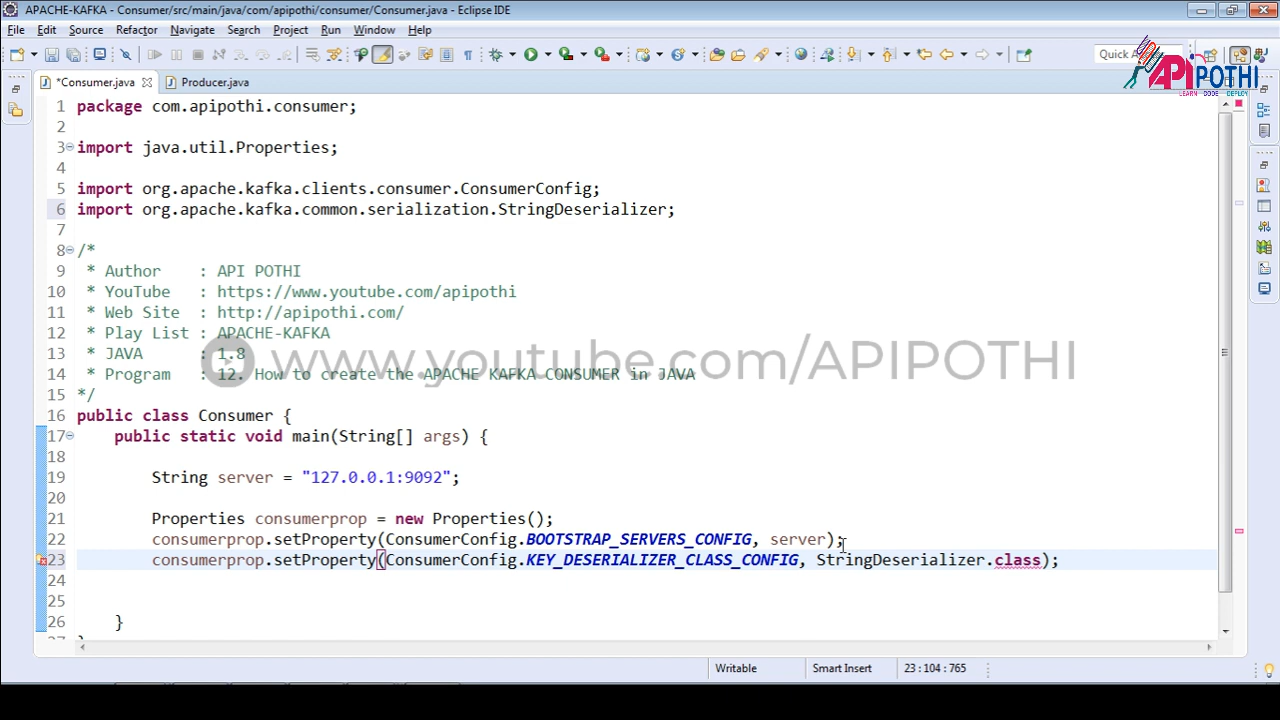 APACHE-KAFKA - Consumer/src/main/java/com/apipothi/consumer/Consumer.java - Eclipse IDE
File Edit Source Refactor Navigate Search Project Run Window Help
Quick A
API POTHI
LEARN CODE DEPLOY
*Consumer.java Producer.java
1 package com.apipothi.consumer;
2
3 import java.util.Properties;
4
5 import org.apache.kafka.clients.consumer.ConsumerConfig;
6 import org.apache.kafka.common.serialization.StringDeserializer;
7
8 /*
9 * Author : API POTHI
10 * YouTube : https://www.youtube.com/apipothi
11 * Web Site : http://apipothi.com/
12 * Play List : APACHE-KAFKA
13 * JAVA : 1.8
www.youtube.com/APIPOTHI
14 * Program : 12. How to create the APACHE KAFKA CONSUMER in JAVA
15 */
16 public class Consumer {
17 public static void main(String[] args) {
18
19 String server = "127.0.0.1:9092";
20
21 Properties consumerprop = new Properties();
22 consumerprop.setProperty(ConsumerConfig.BOOTSTRAP_SERVERS_CONFIG, server);
23 consumerprop.setProperty(ConsumerConfig.KEY_DESERIALIZER_CLASS_CONFIG, StringDeserializer.class);
24
25
26 }
27 }
Writable Smart Insert 23 : 104 : 765